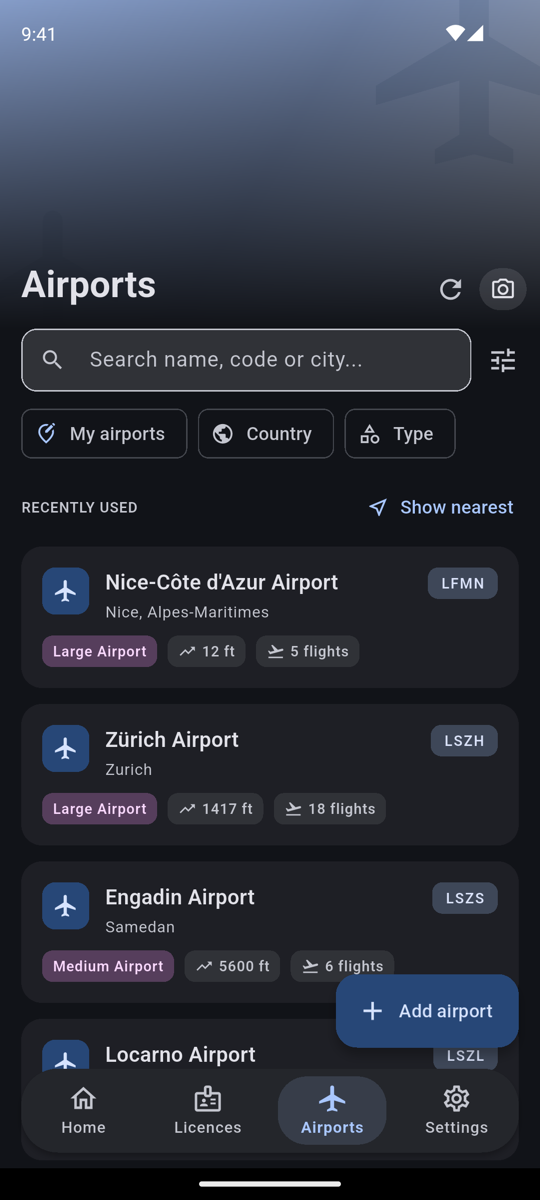 9:41
Airports
Search name, code or city...
My airports
Country
Type
RECENTLY USED
Show nearest
Nice-Côte d'Azur Airport
LFMN
Nice, Alpes-Maritimes
Large Airport
12 ft
5 flights
Zürich Airport
LSZH
Zurich
Large Airport
1417 ft
18 flights
Engadin Airport
LSZS
Samedan
Medium Airport
5600 ft
6 flights
Add airport
Locarno Airport
LSZL
Home
Licences
Airports
Settings